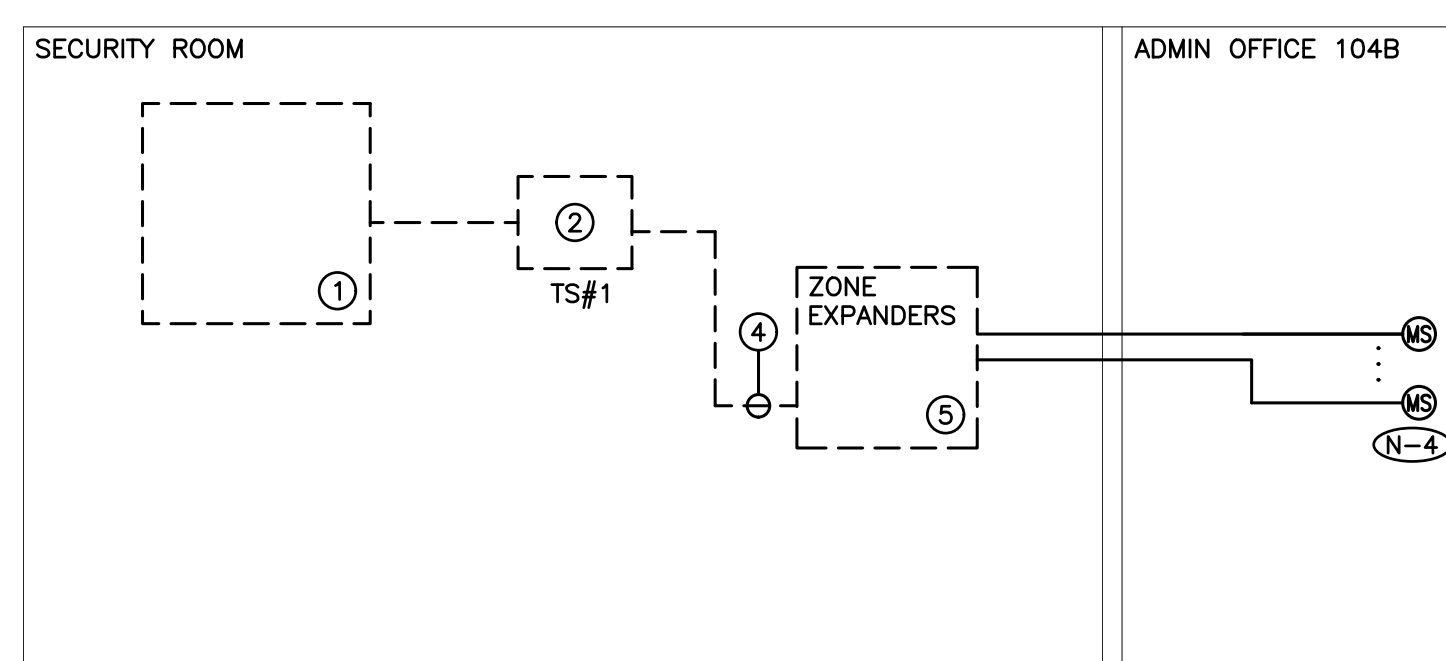 SECURITY ROOM
ADMIN OFFICE 104B
2
1
TS#1
ZONE
EXPANDERS
4
5
MS
MS
N-4